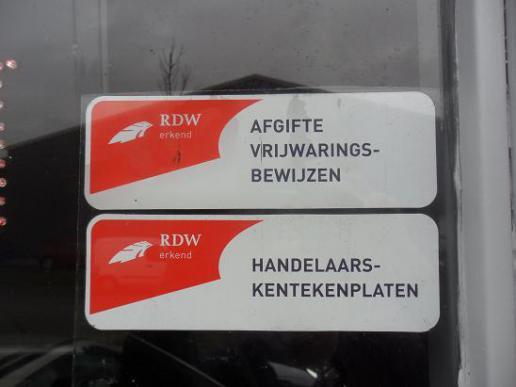 RDW
erkend
AFGIFTE
VRIJWARINGS-
BEWIJZEN
RDW
erkend
HANDELAARS-
KENTEKENPLATEN